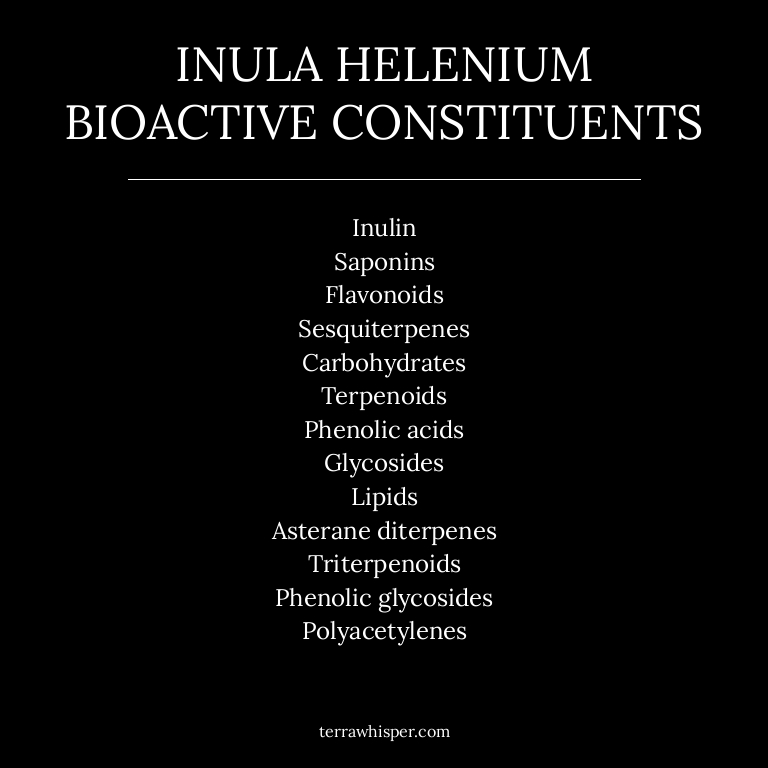 INULA HELENIUM
BIOACTIVE CONSTITUENTS
Inulin
Saponins
Flavonoids
Sesquiterpenes
Carbohydrates
Terpenoids
Phenolic acids
Glycosides
Lipids
Asterane diterpenes
Triterpenoids
Phenolic glycosides
Polyacetylenes
terrawhisper.com